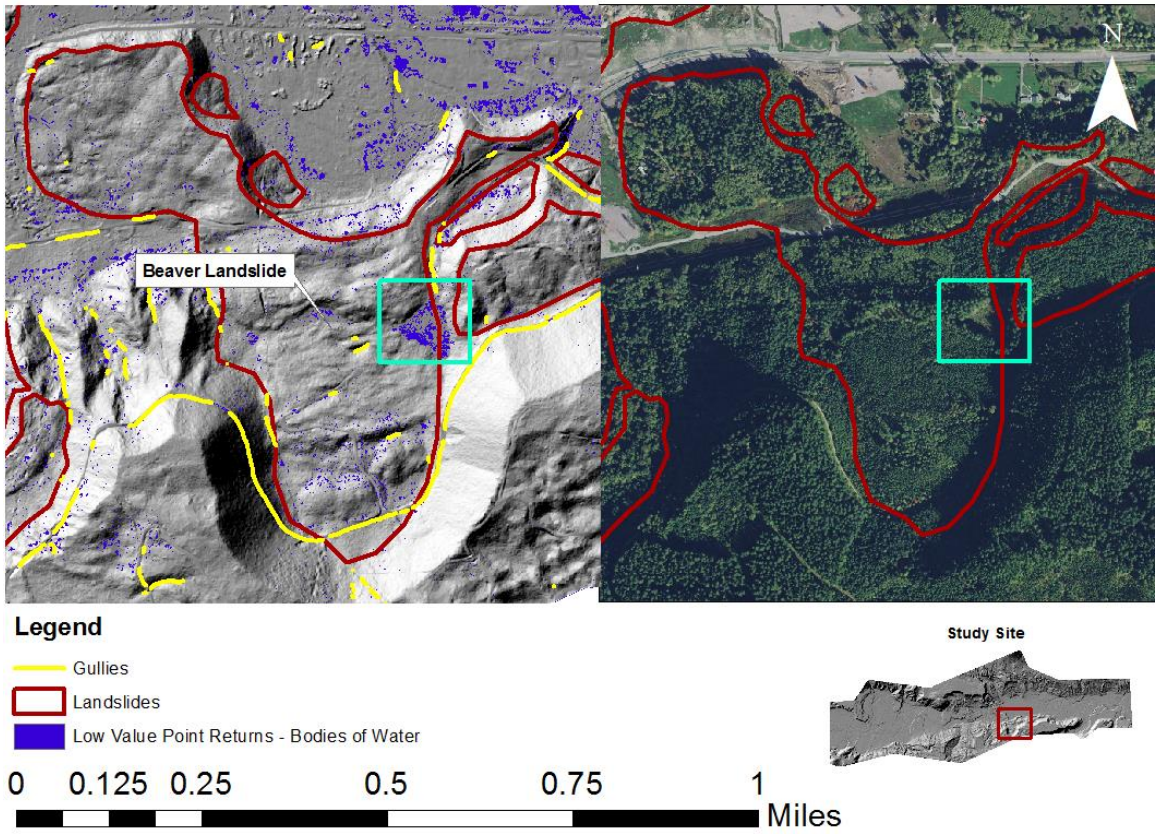 N
Beaver Landslide
Legend
Gullies
Landslides
Low Value Point Returns - Bodies of Water
Study Site
0 0.125 0.25 0.5 0.75 1
Miles